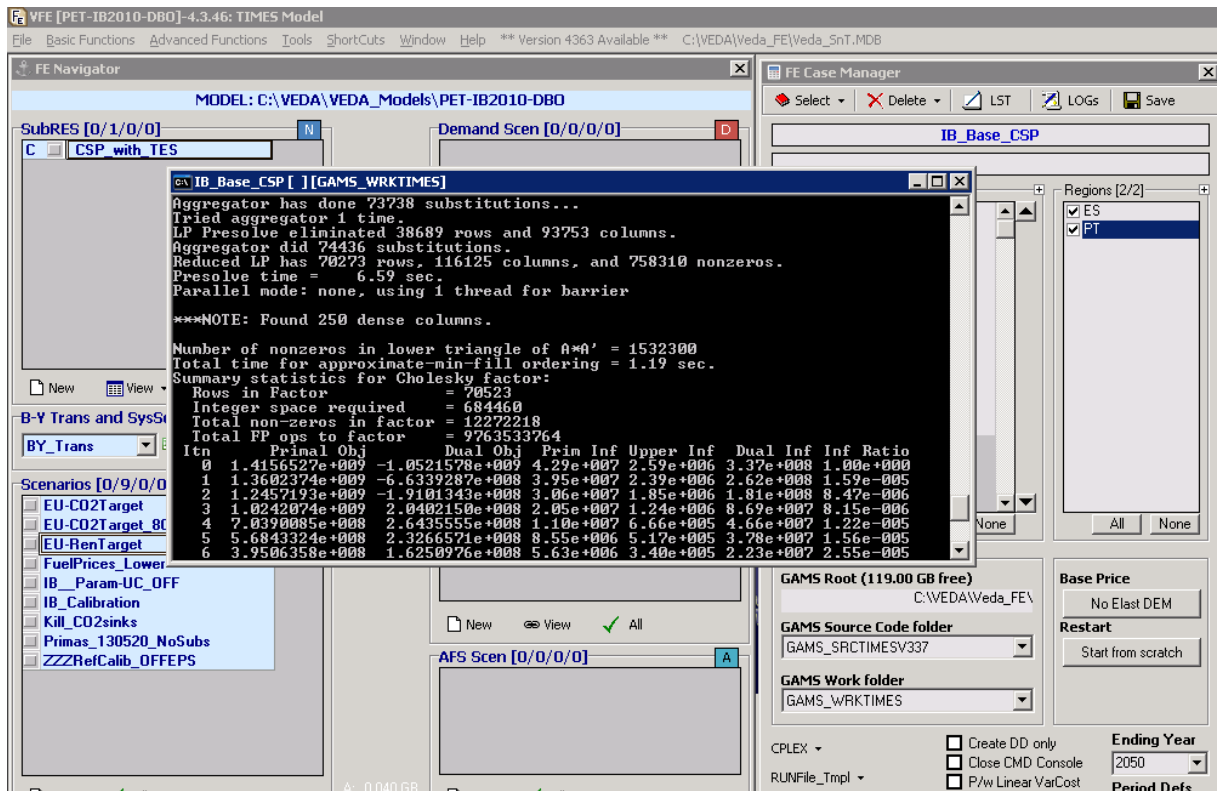 VFE [PET-IB2010-DBO]-4.3.46: TIMES Model
File Basic Functions Advanced Functions Tools ShortCuts Window Help ** Version 4363 Available ** C:\VEDA\Veda_FE\Veda_SnT.MDB
FE Navigator
MODEL: C:\VEDA\VEDA_Models\PET-IB2010-DBO
SubRES [0/1/0/0] N
C CSP_with_TES
Demand Scen [0/0/0/0] D
IB_Base_CSP [ ] [GAMS_WRKTIMES]
Aggregator has done 73738 substitutions...
Tried aggregator 1 time.
LP Presolve eliminated 38689 rows and 93753 columns.
Aggregator did 74436 substitutions.
Reduced LP has 70273 rows, 116125 columns, and 758310 nonzeros.
Presolve time = 6.59 sec.
Parallel mode: none, using 1 thread for barrier
***NOTE: Found 250 dense columns.
Number of nonzeros in lower triangle of A*A' = 1532300
Total time for approximate-min-fill ordering = 1.19 sec.
Summary statistics for Cholesky factor:
Rows in Factor = 70523
Integer space required = 684460
Total non-zeros in factor = 12272218
Total FP ops to factor = 9763533764
Itn Primal Obj Dual Obj Prim Inf Upper Inf Dual Inf Inf Ratio
0 1.4156527e+009 -1.0521578e+009 4.29e+007 2.59e+006 3.37e+008 1.00e+000
1 1.3602374e+009 -6.6339287e+008 3.95e+007 2.39e+006 2.62e+008 1.59e-005
2 1.2457193e+009 -1.9101343e+008 3.06e+007 1.85e+006 1.81e+008 8.47e-006
3 1.0242074e+009 2.0402150e+008 2.05e+007 1.24e+006 8.69e+007 8.15e-006
4 7.0390085e+008 2.6435555e+008 1.10e+007 6.66e+005 4.66e+007 1.22e-005
5 5.6843324e+008 2.3266571e+008 8.55e+006 5.17e+005 3.78e+007 1.56e-005
6 3.9506358e+008 1.6250976e+008 5.63e+006 3.40e+005 2.23e+007 2.55e-005
New View
B-Y Trans and SysSe
BY_Trans
Scenarios [0/9/0/0
EU-CO2Target
EU-CO2Target_80
EU-RenTarget
FuelPrices_Lower
IB__Param-UC_OFF
IB_Calibration
Kill_CO2sinks
Primas_130520_NoSubs
ZZZRefCalib_OFFEPS
New View All
AFS Scen [0/0/0/0] A
A: 0.040 GB
FE Case Manager
Select Delete LST LOGs Save
IB_Base_CSP
Regions [2/2]
ES
PT
None
All None
GAMS Root (119.00 GB free)
C:\VEDA\Veda_FE\
GAMS Source Code folder
GAMS_SRCTIMESV337
GAMS Work folder
GAMS_WRKTIMES
Base Price
No Elast DEM
Restart
Start from scratch
CPLEX
RUNFile_Tmpl
Create DD only
Close CMD Console
P/w Linear VarCost
Ending Year
2050
Period Defs